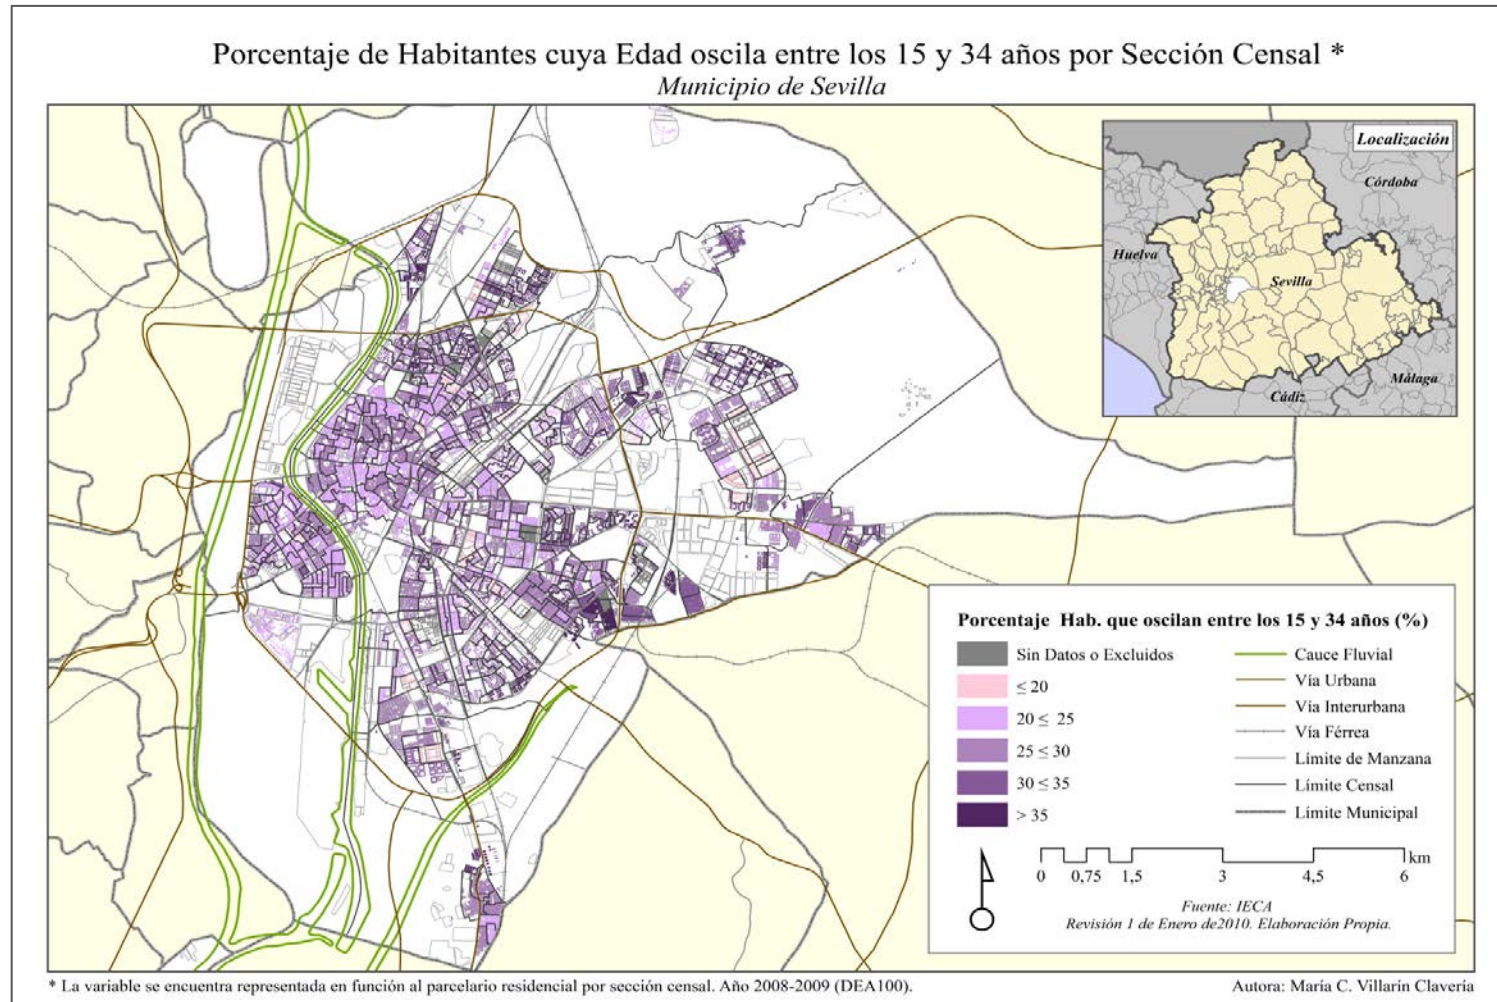 Porcentaje de Habitantes cuya Edad oscila entre los 15 y 34 años por Sección Censal *
Municipio de Sevilla
Localización
Córdoba
Huelva
Sevilla
Málaga
Cádiz
Porcentaje Hab. que oscilan entre los 15 y 34 años (%)
Sin Datos o Excluidos
≤ 20
20 ≤ 25
25 ≤ 30
30 ≤ 35
> 35
Cauce Fluvial
Vía Urbana
Vía Interurbana
Vía Férrea
Límite de Manzana
Límite Censal
Límite Municipal
km
0 0,75 1,5 3 4,5 6
Fuente: IECA
Revisión 1 de Enero de2010. Elaboración Propia.
* La variable se encuentra representada en función al parcelario residencial por sección censal. Año 2008-2009 (DEA100).
Autora: María C. Villarín Clavería